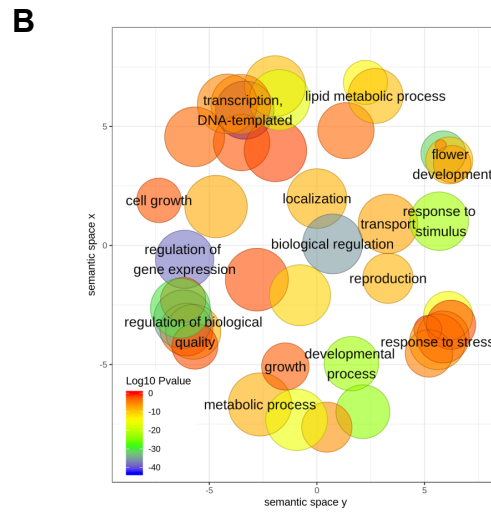 B
transcription,
DNA-templated
lipid metabolic process
flower
development
cell growth
localization
transport
response to
stimulus
regulation of
gene expression
biological regulation
reproduction
regulation of biological
quality
response to stress
developmental
process
growth
metabolic process
Log10 Pvalue
0
-10
-20
-30
-40
5
0
-5
semantic space x
-5
0
5
semantic space y